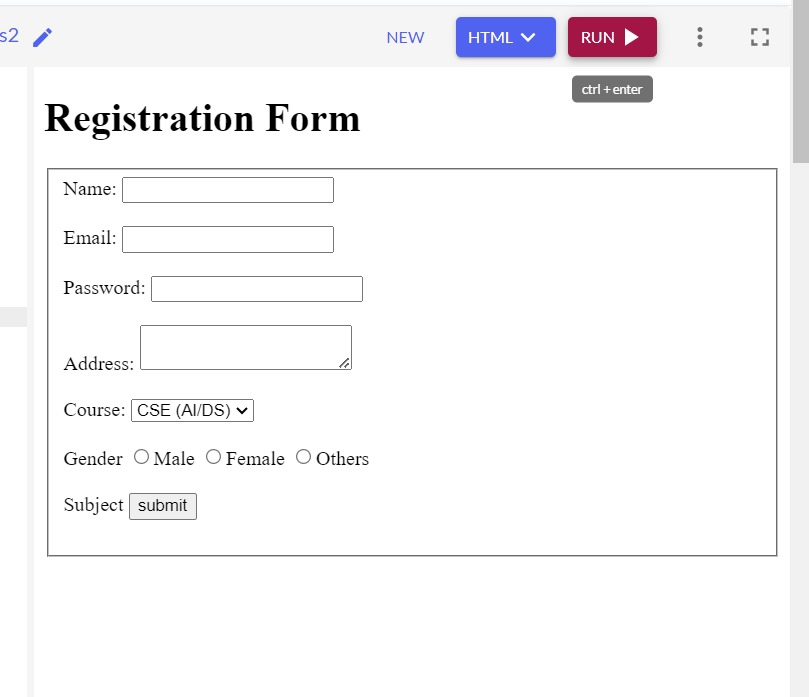 s2
NEW
HTML
RUN
ctrl+enter
Registration Form
Name:
Email:
Password:
Address:
Course: CSE (AI/DS)
Gender Male Female Others
Subject submit